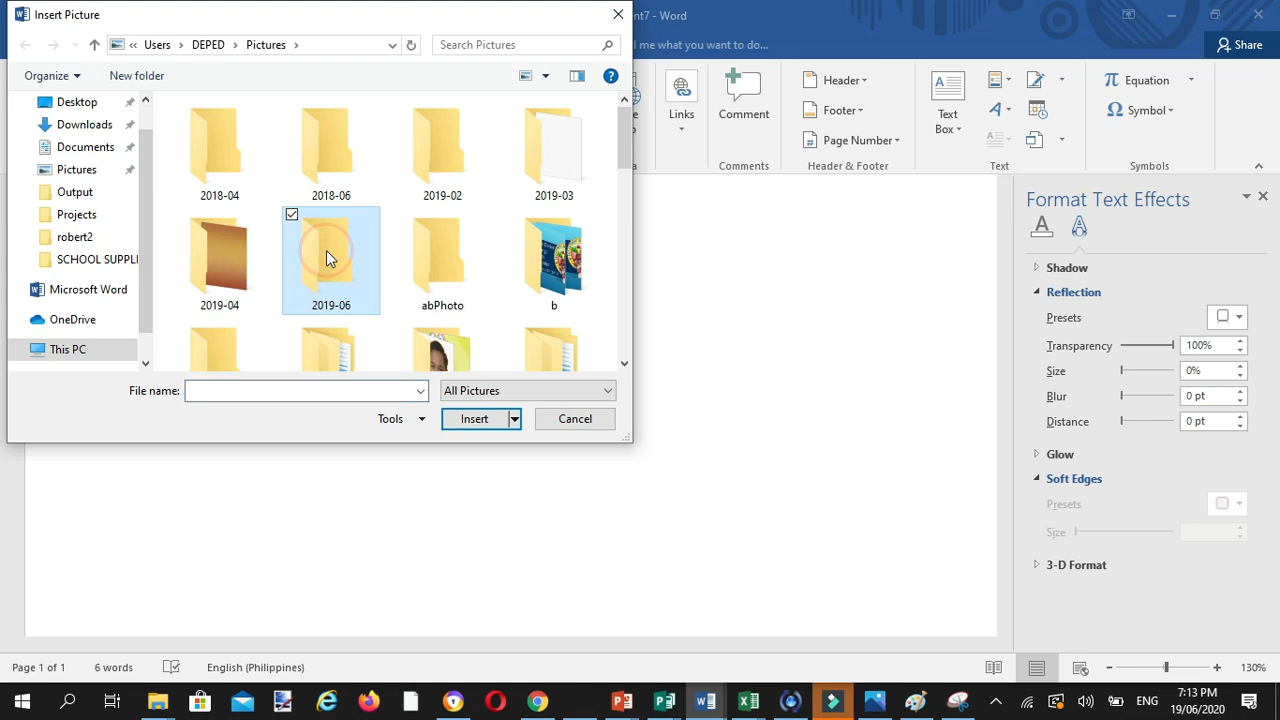 Insert Picture
nt7 - Word
Users
DEPED
Pictures
Search Pictures
ll me what you want to do...
Share
Organize
New folder
Desktop
Downloads
Documents
Pictures
Output
Projects
robert2
SCHOOL SUPPLI
Microsoft Word
OneDrive
This PC
2018-04
2018-06
2019-02
2019-03
2019-04
2019-06
abPhoto
b
File name:
All Pictures
Tools
Insert
Cancel
Links
Comment
Comments
Header
Footer
Page Number
Header & Footer
Text
Box
Text
Equation
Symbol
Symbols
Format Text Effects
Shadow
Reflection
Presets
Transparency
100%
Size
0%
Blur
0 pt
Distance
0 pt
Glow
Soft Edges
Presets
Size
3-D Format
Page 1 of 1
6 words
English (Philippines)
130%
ENG
7:13 PM
19/06/2020